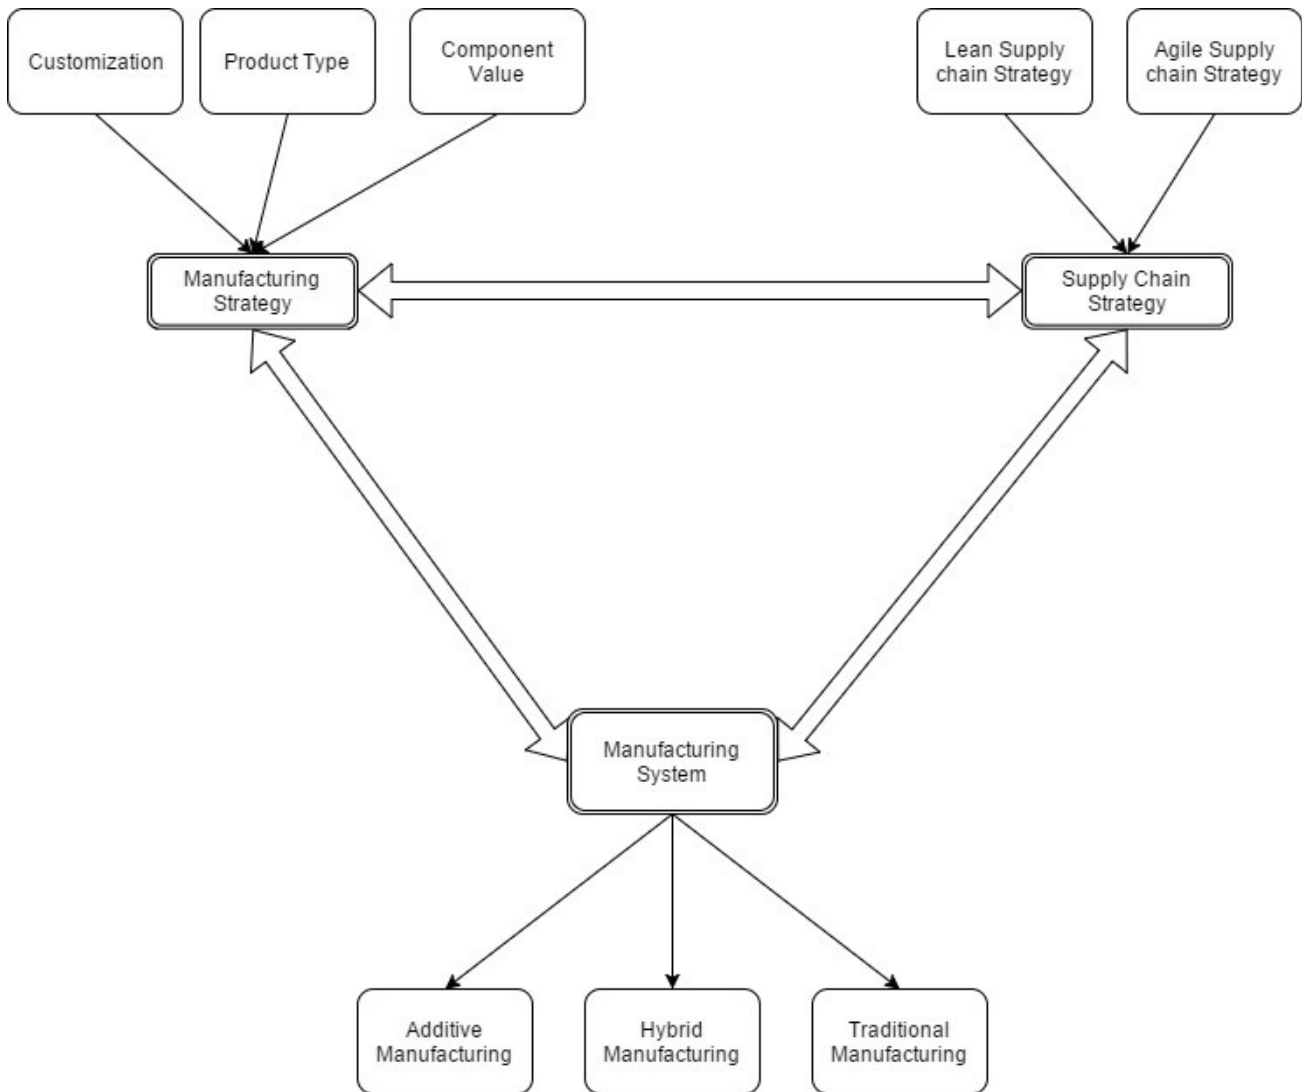 Customization
Product Type
Component
Value
Lean Supply
chain Strategy
Agile Supply
chain Strategy
Manufacturing
Strategy
Supply Chain
Strategy
Manufacturing
System
Additive
Manufacturing
Hybrid
Manufacturing
Traditional
Manufacturing